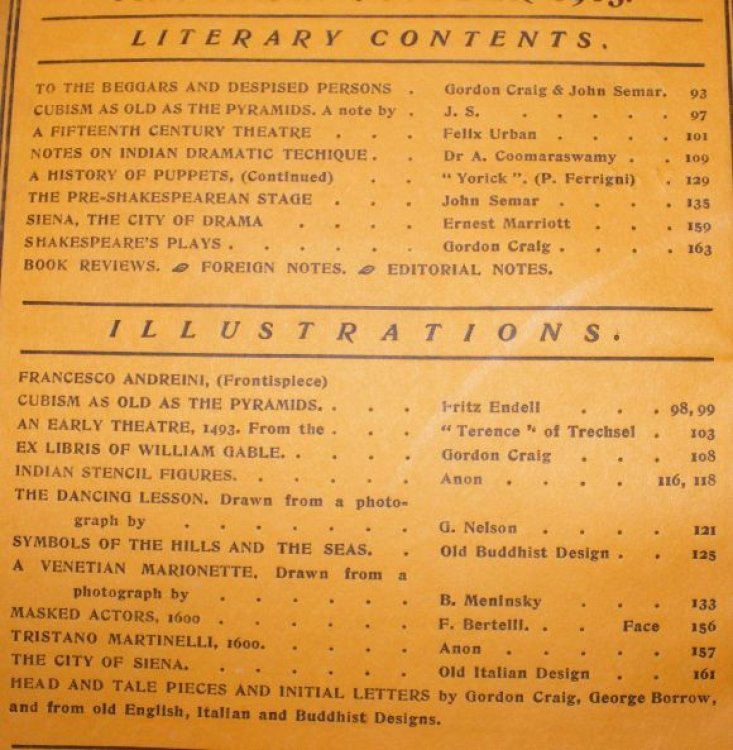 1913.
LITERARY CONTENTS.
TO THE BEGGARS AND DESPISED PERSONS . Gordon Craig & John Semar. 93
CUBISM AS OLD AS THE PYRAMIDS. A note by . J. S. . . . . . 97
A FIFTEENTH CENTURY THEATRE . . . Felix Urban . . . . 101
NOTES ON INDIAN DRAMATIC TECHIQUE . . Dr A. Coomaraswamy . . 109
A HISTORY OF PUPPETS, (Continued) . . "Yorick". (P. Ferrigni) . 129
THE PRE-SHAKESPEAREAN STAGE . . . John Semar . . . . 135
SIENA, THE CITY OF DRAMA . . . . Ernest Marriott . . . 159
SHAKESPEARE'S PLAYS . . . . . . Gordon Craig . . . . 163
BOOK REVIEWS. FOREIGN NOTES. EDITORIAL NOTES.
ILLUSTRATIONS.
FRANCESCO ANDREINI, (Frontispiece)
CUBISM AS OLD AS THE PYRAMIDS. . . . Fritz Endell . . . 98, 99
AN EARLY THEATRE, 1493. From the . . . "Terence" of Trechsel . 103
EX LIBRIS OF WILLIAM GABLE. . . . . Gordon Craig . . . 108
INDIAN STENCIL FIGURES. . . . . . Anon . . . . 116, 118
THE DANCING LESSON. Drawn from a photo-
graph by . . . . . . G. Nelson . . . . 121
SYMBOLS OF THE HILLS AND THE SEAS. . Old Buddhist Design . . 125
A VENETIAN MARIONETTE. Drawn from a
photograph by . . . . . B. Meninsky . . . 133
MASKED ACTORS, 1600 . . . . . F. Bertelli. . . Face 156
TRISTANO MARTINELLI, 1600. . . . . Anon . . . . . 157
THE CITY OF SIENA. . . . . . Old Italian Design . . 161
HEAD AND TALE PIECES AND INITIAL LETTERS by Gordon Craig, George Borrow,
and from old English, Italian and Buddhist Designs.